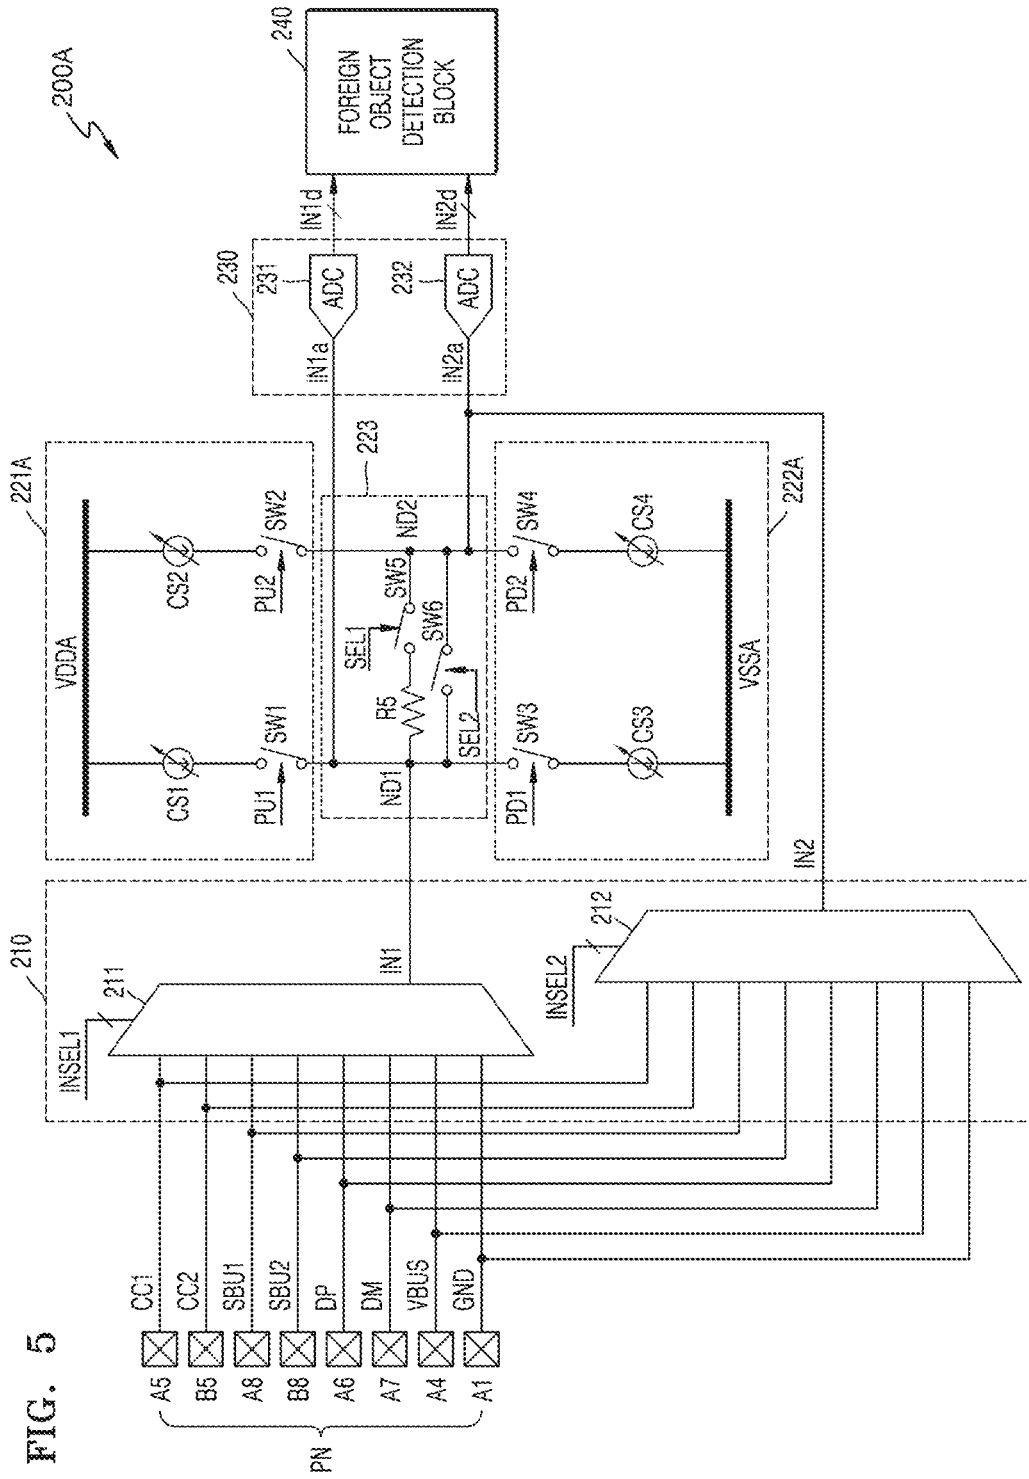 FIG. 5
200A
210
INSEL1
211
INSEL2
212
PN
A5
CC1
B5
CC2
A8
SBU1
B8
SBU2
A6
DP
A7
DM
A4
VBUS
A1
GND
IN1
IN2
221A
VDDA
CS1
CS2
PU1
SW1
PU2
SW2
223
ND1
R5
SEL1
SW5
ND2
SEL2
SW6
PD1
SW3
PD2
SW4
CS3
CS4
VSSA
222A
230
231
ADC
IN1a
IN1d
232
ADC
IN2a
IN2d
240
FOREIGN
OBJECT
DETECTION
BLOCK